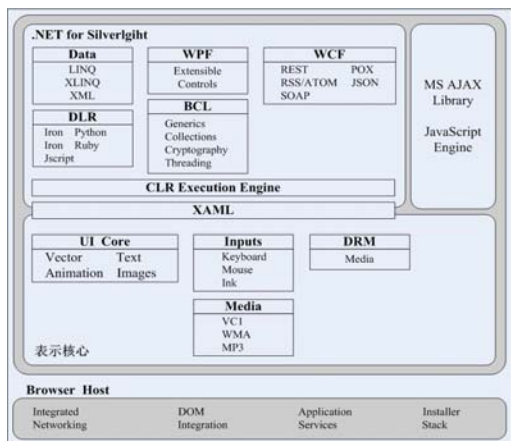 .NET for Silverlgiht
Data
LINQ
XLINQ
XML
WPF
Extensible
Controls
WCF
REST POX
RSS/ATOM JSON
SOAP
DLR
Iron Python
Iron Ruby
Jscript
BCL
Generics
Collections
Cryptography
Threading
MS AJAX
Library
JavaScript
Engine
CLR Execution Engine
XAML
UI Core
Vector Text
Animation Images
Inputs
Keyboard
Mouse
Ink
DRM
Media
Media
VC1
WMA
MP3
表示核心
Browser Host
Integrated
Networking
DOM
Integration
Application
Services
Installer
Stack